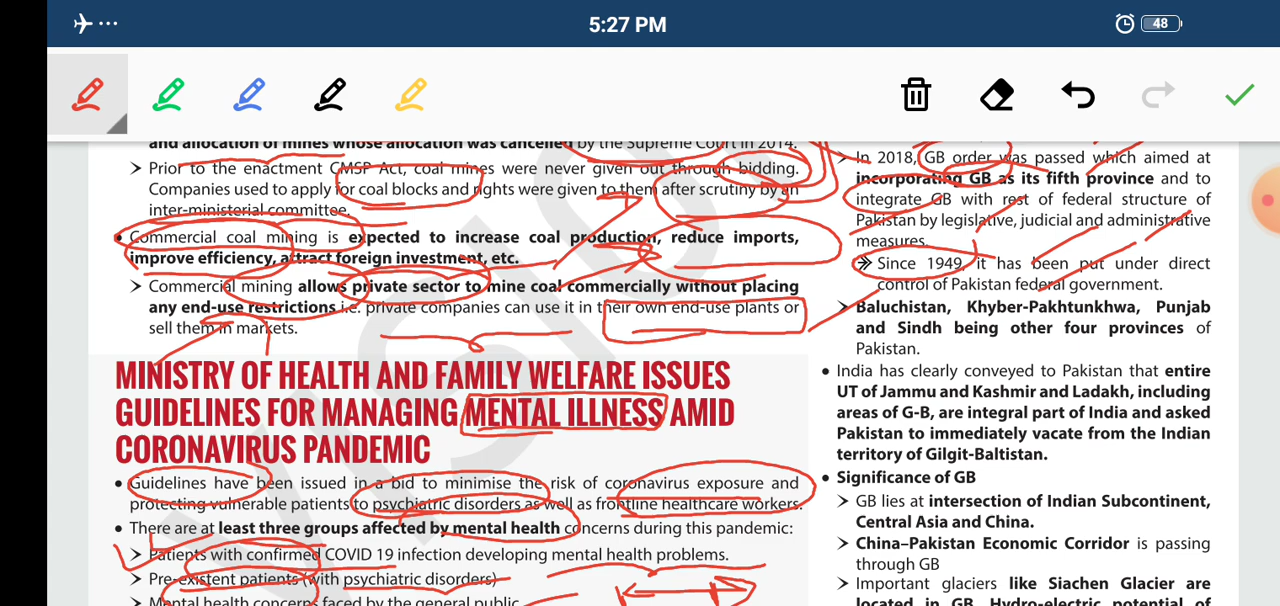 5:27 PM
48
and allocation of mines whose allocation was cancelled by the Supreme Court in 2014.
➤ Prior to the enactment CMSP Act, coal mines were never given out through bidding.
Companies used to apply for coal blocks and rights were given to them after scrutiny by an
inter-ministerial committee.
• Commercial coal mining is expected to increase coal production, reduce imports,
improve efficiency, attract foreign investment, etc.
➤ Commercial mining allows private sector to mine coal commercially without placing
any end-use restrictions i.e. private companies can use it in their own end-use plants or
sell them in markets.
MINISTRY OF HEALTH AND FAMILY WELFARE ISSUES
GUIDELINES FOR MANAGING MENTAL ILLNESS AMID
CORONAVIRUS PANDEMIC
• Guidelines have been issued in a bid to minimise the risk of coronavirus exposure and
protecting vulnerable patients to psychiatric disorders as well as frontline healthcare workers.
• There are at least three groups affected by mental health concerns during this pandemic:
➤ Patients with confirmed COVID 19 infection developing mental health problems.
➤ Pre-existent patients (with psychiatric disorders)
➤ Mental health concerns faced by the general public
➤ In 2018, GB order was passed which aimed at
incorporating GB as its fifth province and to
integrate GB with rest of federal structure of
Pakistan by legislative, judicial and administrative
measures.
➤ Since 1949, it has been put under direct
control of Pakistan federal government.
➤ Baluchistan, Khyber-Pakhtunkhwa, Punjab
and Sindh being other four provinces of
Pakistan.
• India has clearly conveyed to Pakistan that entire
UT of Jammu and Kashmir and Ladakh, including
areas of G-B, are integral part of India and asked
Pakistan to immediately vacate from the Indian
territory of Gilgit-Baltistan.
• Significance of GB
➤ GB lies at intersection of Indian Subcontinent,
Central Asia and China.
➤ China–Pakistan Economic Corridor is passing
through GB
➤ Important glaciers like Siachen Glacier are
located in GB. Hydro-electric potential of